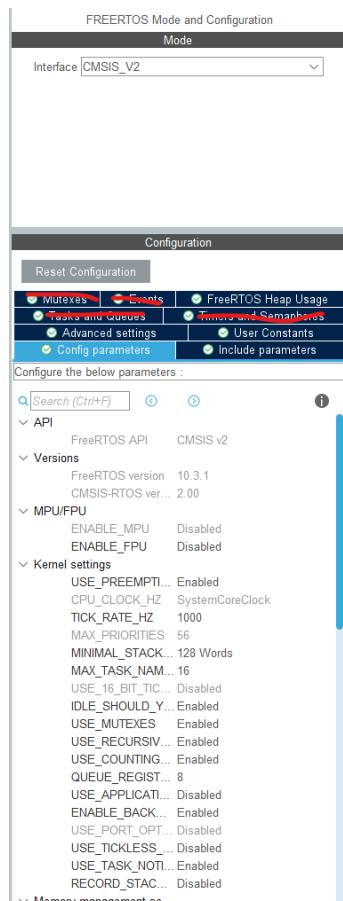 FREERTOS Mode and Configuration
Mode
Interface CMSIS_V2
Configuration
Reset Configuration
Mutexes Events FreeRTOS Heap Usage
Tasks and Queues Timers and Semaphores
Advanced settings User Constants
Config parameters Include parameters
Configure the below parameters :
Search (Ctrl+F)
API
FreeRTOS API CMSIS v2
Versions
FreeRTOS version 10.3.1
CMSIS-RTOS ver... 2.00
MPU/FPU
ENABLE_MPU Disabled
ENABLE_FPU Disabled
Kernel settings
USE_PREEMPTI... Enabled
CPU_CLOCK_HZ SystemCoreClock
TICK_RATE_HZ 1000
MAX_PRIORITIES 56
MINIMAL_STACK... 128 Words
MAX_TASK_NAM... 16
USE_16_BIT_TIC... Disabled
IDLE_SHOULD_Y... Enabled
USE_MUTEXES Enabled
USE_RECURSIV... Enabled
USE_COUNTING... Enabled
QUEUE_REGIST... 8
USE_APPLICATI... Disabled
ENABLE_BACK... Enabled
USE_PORT_OPT... Disabled
USE_TICKLESS_... Disabled
USE_TASK_NOTI... Enabled
RECORD_STAC... Disabled